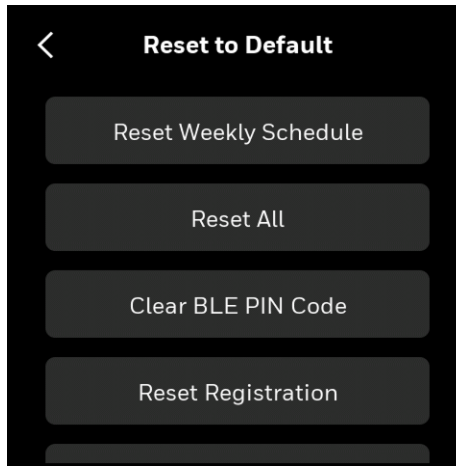 Reset to Default
Reset Weekly Schedule
Reset All
Clear BLE PIN Code
Reset Registration